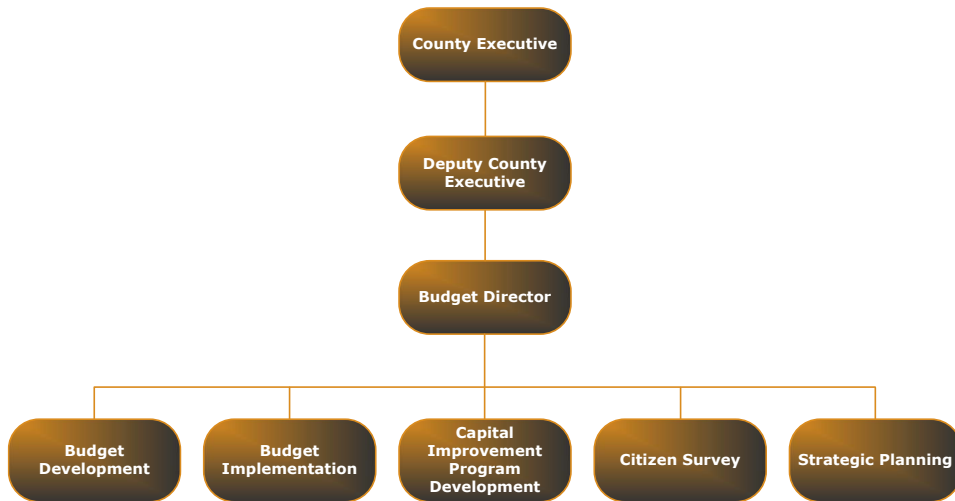 County Executive
Deputy County
Executive
Budget Director
Budget
Development
Budget
Implementation
Capital
Improvement
Program
Development
Citizen Survey
Strategic Planning